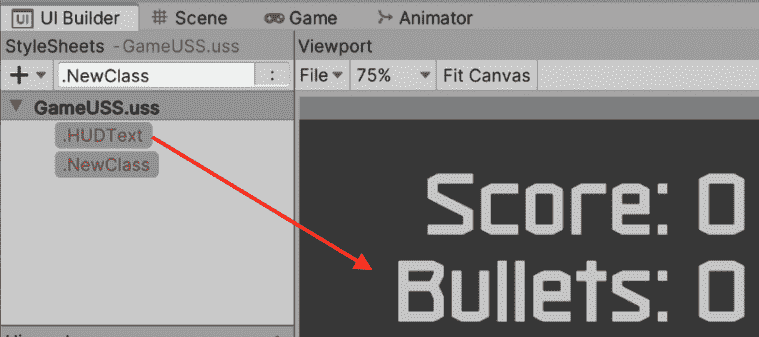 UI Builder Scene Game Animator
StyleSheets - GameUSS.uss
Viewport
.NewClass :
File 75% Fit Canvas
GameUSS.uss
.HUDText
.NewClass
Score: 0
Bullets: 0